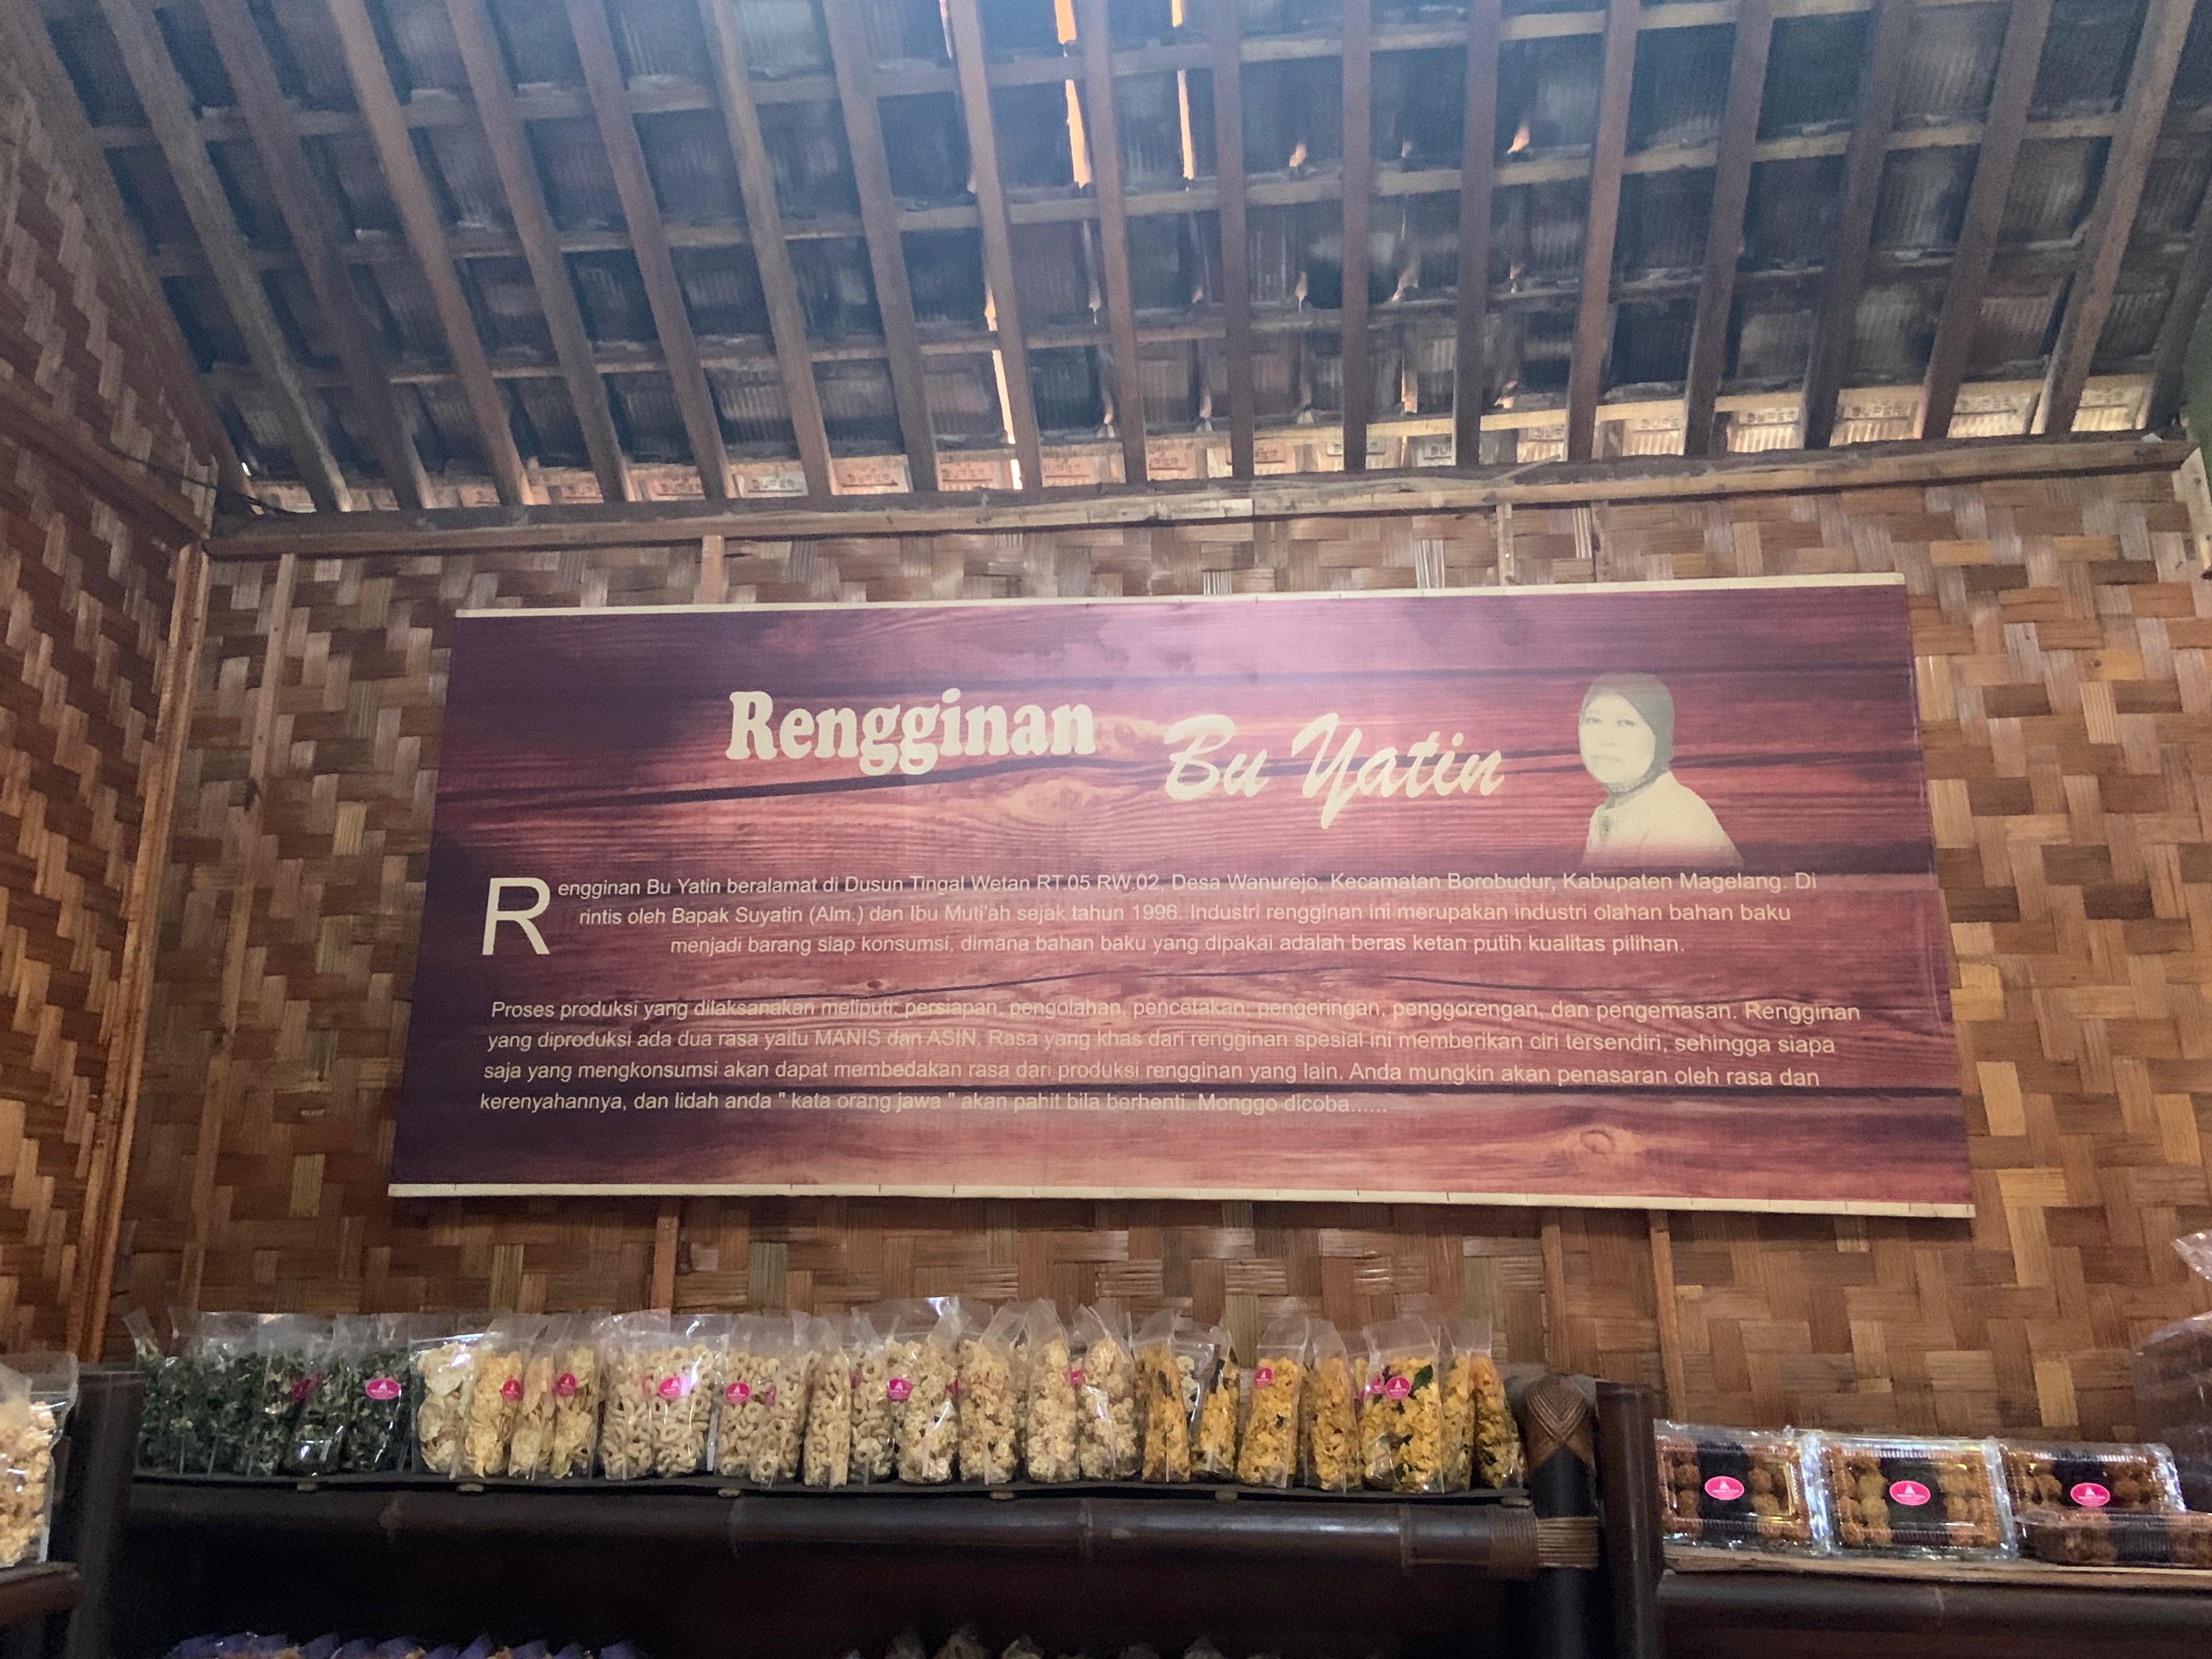 SUPER
Rengginan
Bu Yatin
Rengginan Bu Yatin beralamat di Dusun Tingal Wetan RT.05 RW.02, Desa Wanurejo, Kecamatan Borobudur, Kabupaten Magelang. Di
rintis oleh Bapak Suyatin (Alm.) dan Ibu Muti'ah sejak tahun 1996. Industri rengginan ini merupakan industri olahan bahan baku
menjadi barang siap konsumsi, dimana bahan baku yang dipakai adalah beras ketan putih kualitas pilihan.
Proses produksi yang dilaksanakan meliputi; persiapan, pengolahan, pencetakan, pengeringan, penggorengan, dan pengemasan. Rengginan
yang diproduksi ada dua rasa yaitu MANIS dan ASIN. Rasa yang khas dari rengginan spesial ini memberikan ciri tersendiri, sehingga siapa
saja yang mengkonsumsi akan dapat membedakan rasa dari produksi rengginan yang lain. Anda mungkin akan penasaran oleh rasa dan
kerenyahannya, dan lidah anda " kata orang jawa " akan pahit bila berhenti. Monggo dicoba......